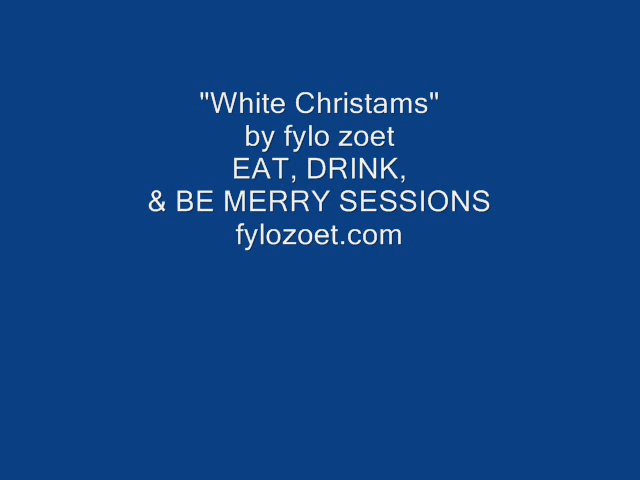 "White Christams"
by fylo zoet
EAT, DRINK,
& BE MERRY SESSIONS
fylozoet.com